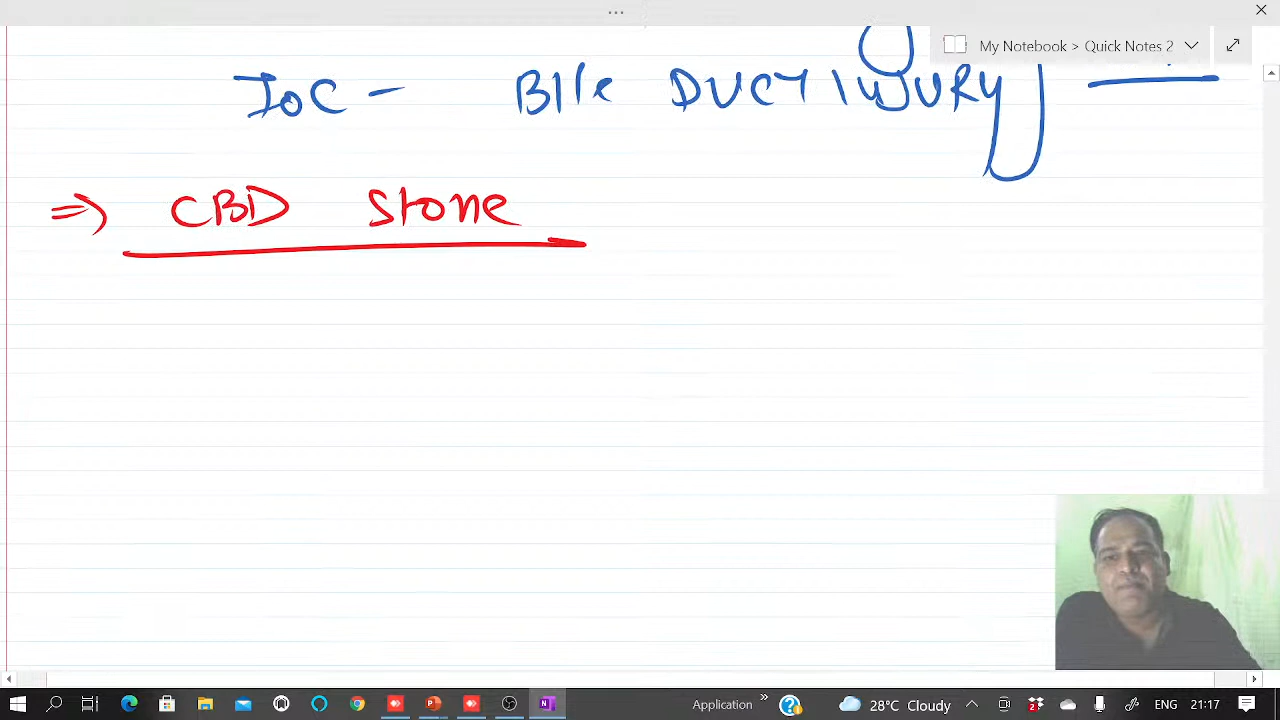 ...
My Notebook > Quick Notes 2
IOC - Bile DUCT INJURY
⇒ CBD Stone
Application
»
28°C Cloudy
ENG
21:17